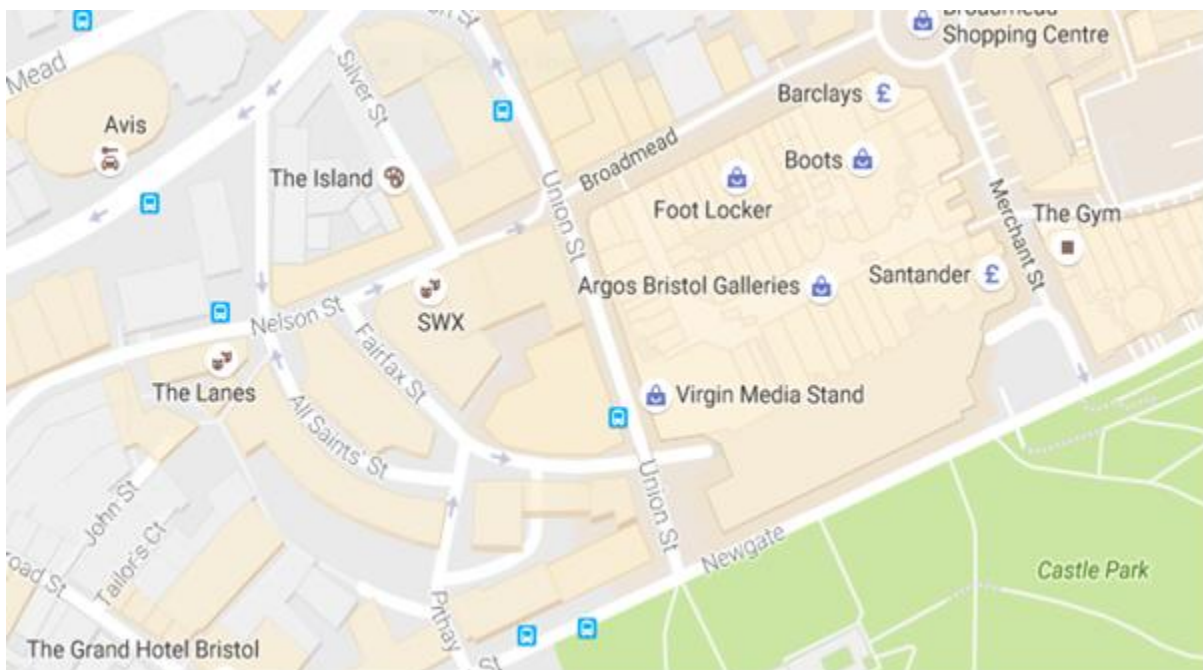 Broadmead
Shopping Centre
Mead
Silver St
Barclays £
Avis
Broadmead
Boots
The Island
Union St
Foot Locker
Merchant St
The Gym
Santander £
Argos Bristol Galleries
Nelson St
SWX
Fairfax St
The Lanes
Virgin Media Stand
All Saints' St
Union St
John St
Newgate
Tailor's Ct
Castle Park
road St
Pithay
The Grand Hotel Bristol
St